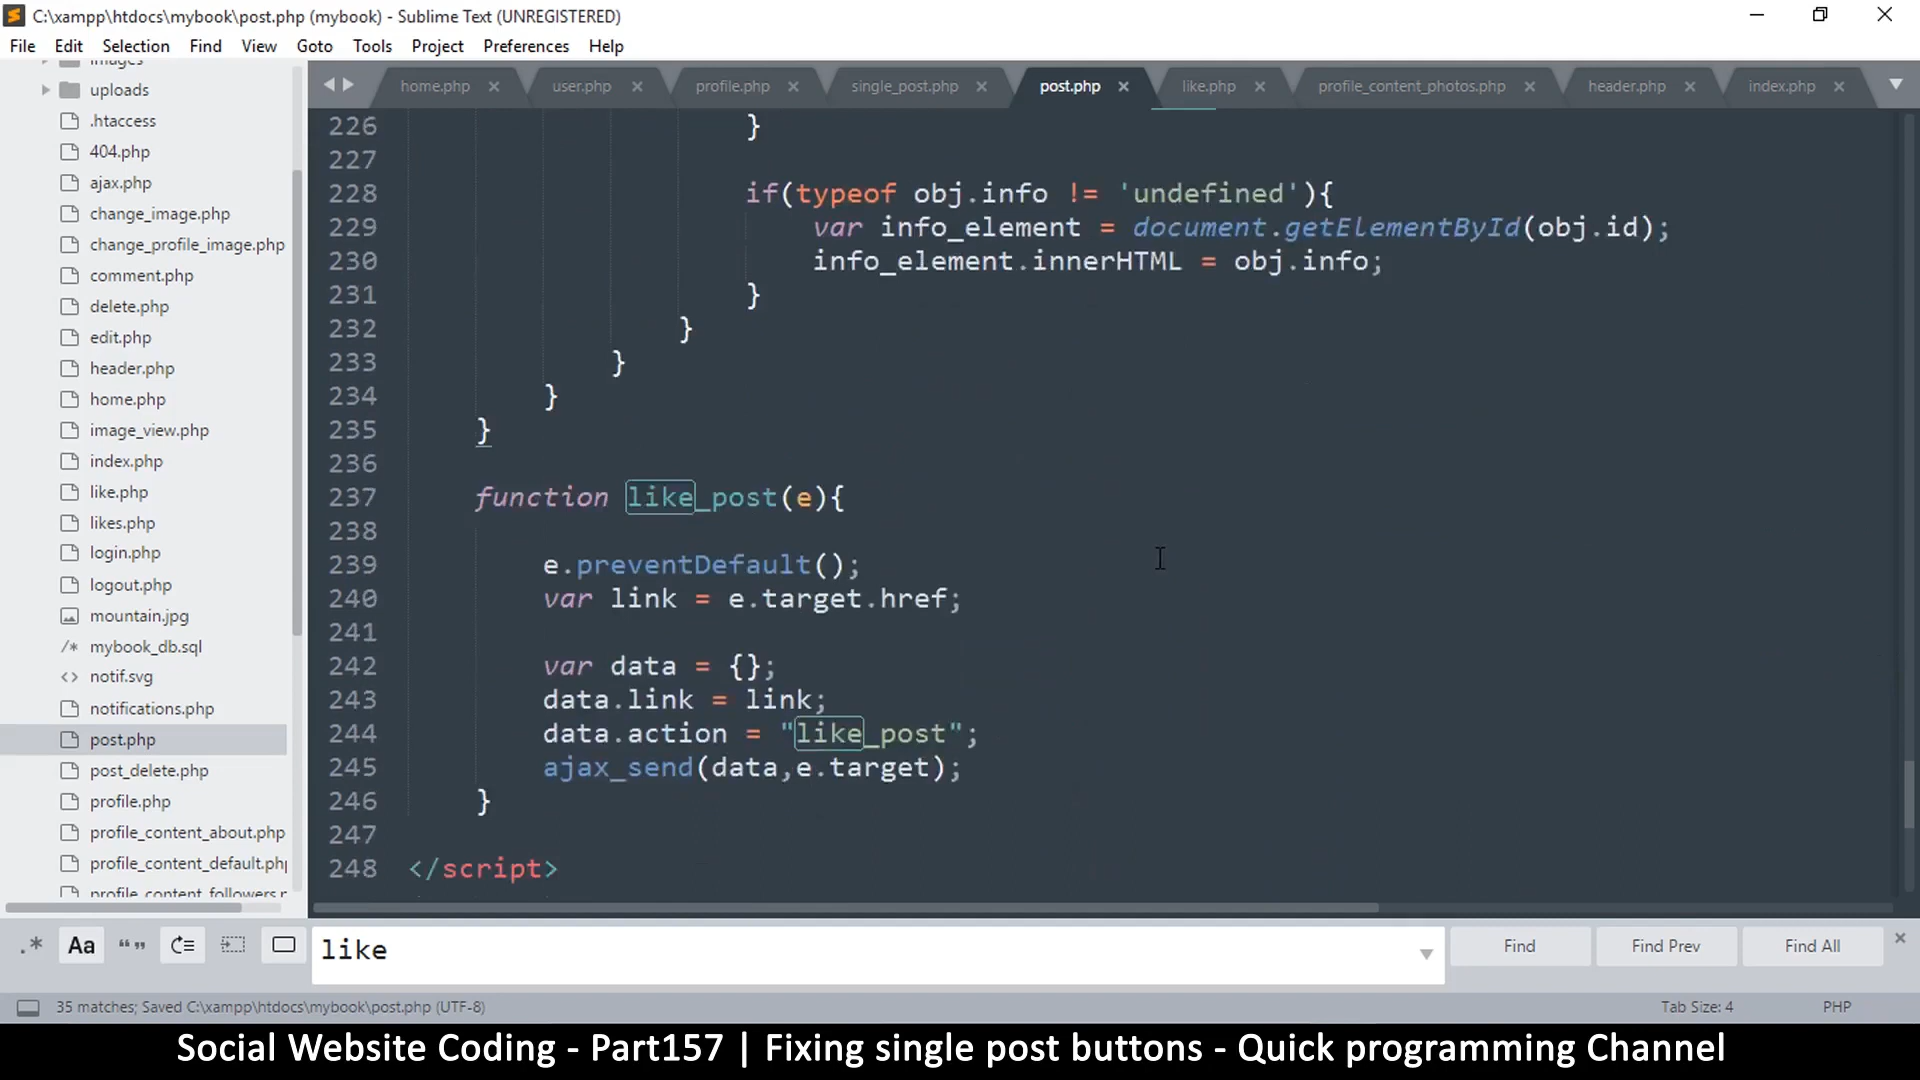 C:\xampp\htdocs\mybook\post.php (mybook) - Sublime Text (UNREGISTERED)
File Edit Selection Find View Goto Tools Project Preferences Help
home.php user.php profile.php single_post.php post.php like.php profile_content_photos.php header.php index.php
images
uploads
.htaccess
404.php
ajax.php
change_image.php
change_profile_image.php
comment.php
delete.php
edit.php
header.php
home.php
image_view.php
index.php
like.php
likes.php
login.php
logout.php
mountain.jpg
/* mybook_db.sql
<> notif.svg
notifications.php
post.php
post_delete.php
profile.php
profile_content_about.php
profile_content_default.php
profile_content_followers.
226 }
227
228 if(typeof obj.info != 'undefined'){
229 var info_element = document.getElementById(obj.id);
230 info_element.innerHTML = obj.info;
231 }
232 }
233 }
234 }
235 }
236
237 function like_post(e){
238
239 e.preventDefault();
240 var link = e.target.href;
241
242 var data = {};
243 data.link = link;
244 data.action = "like_post";
245 ajax_send(data,e.target);
246 }
247
248 </script>
.* Aa “ ” like Find Find Prev Find All
35 matches; Saved C:\xampp\htdocs\mybook\post.php (UTF-8) Tab Size: 4 PHP
Social Website Coding - Part157 | Fixing single post buttons - Quick programming Channel